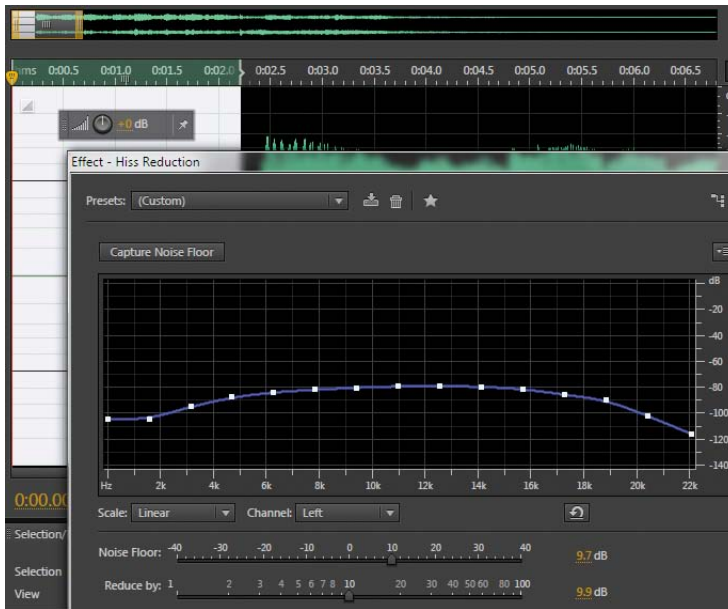 hms 0:00.5 0:01.0 0:01.5 0:02.0 0:02.5 0:03.0 0:03.5 0:04.0 0:04.5 0:05.0 0:05.5 0:06.0 0:06.5
+0 dB
Effect - Hiss Reduction
Presets: (Custom)
Capture Noise Floor
dB
-20
-40
-60
-80
-100
-120
-140
Hz 2k 4k 6k 8k 10k 12k 14k 16k 18k 20k 22k
0:00.00
Scale: Linear Channel: Left
Selection/
Noise Floor: -40 -30 -20 -10 0 10 20 30 40 9.7 dB
Selection
Reduce by: 1 2 3 4 5 6 7 8 10 20 30 40 50 60 80 100 9.9 dB
View